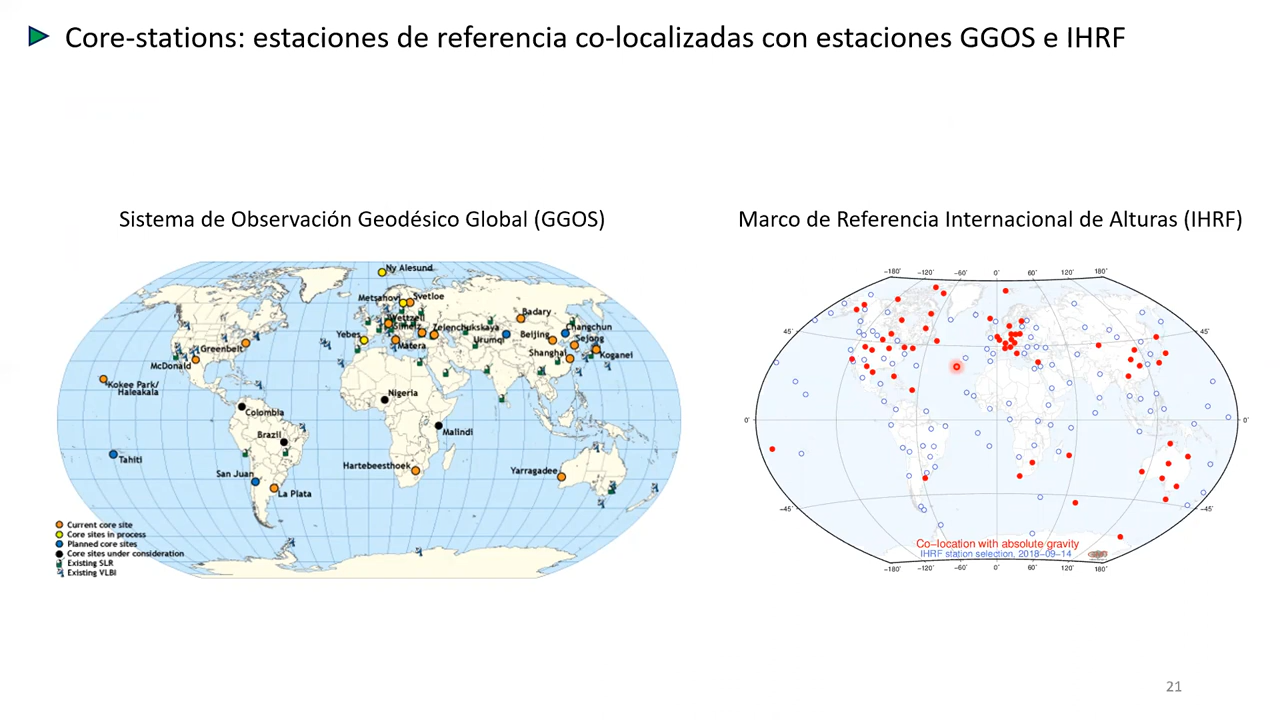 Core-stations: estaciones de referencia co-localizadas con estaciones GGOS e IHRF
Sistema de Observación Geodésico Global (GGOS)
Ny Alesund
Metsahovi
Svetloe
Wettzell
Simeiz
Zelenchukskaya
Badary
Changchun
Yebes
Matera
Urumqi
Beijing
Sejong
Greenbelt
Shanghai
Koganei
McDonald
Kokee Park/
Haleakala
Nigeria
Colombia
Brazil
Malindi
Tahiti
San Juan
La Plata
Hartebeesthoek
Yarragadee
Current core site
Core sites in process
Planned core sites
Core sites under consideration
Existing SLR
Existing VLBI
Marco de Referencia Internacional de Alturas (IHRF)
−180˚ −120˚ −60˚ 0˚ 60˚ 120˚ 180˚
45˚ 45˚
0˚ 0˚
−45˚ −45˚
Co−location with absolute gravity
IHRF station selection, 2018−09−14
−180˚ −120˚ −60˚ 0˚ 60˚ 120˚ 180˚
21